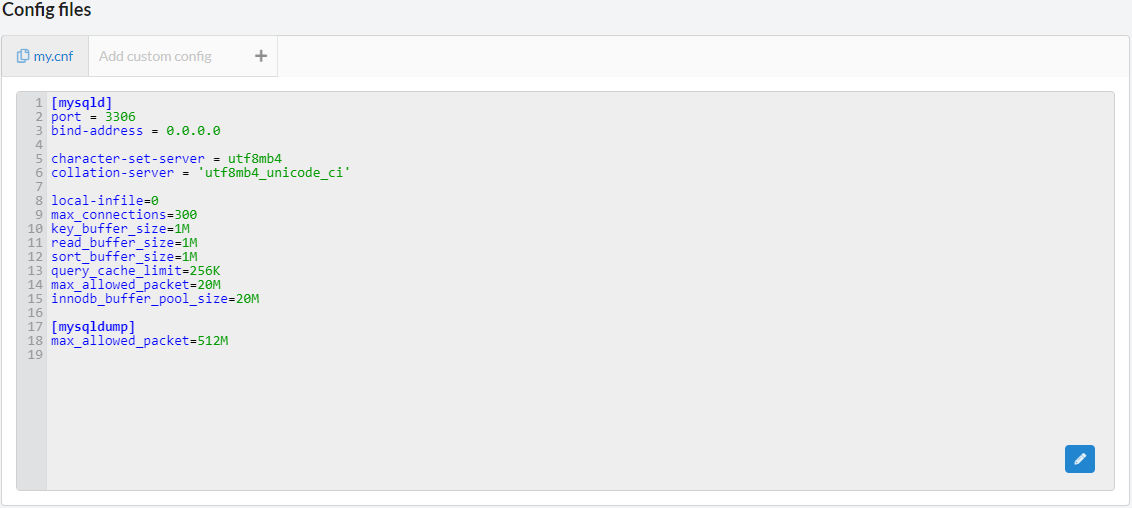 Config files
my.cnf
Add custom config +
1 [mysqld]
2 port = 3306
3 bind-address = 0.0.0.0
4
5 character-set-server = utf8mb4
6 collation-server = 'utf8mb4_unicode_ci'
7
8 local-infile=0
9 max_connections=300
10 key_buffer_size=1M
11 read_buffer_size=1M
12 sort_buffer_size=1M
13 query_cache_limit=256K
14 max_allowed_packet=20M
15 innodb_buffer_pool_size=20M
16
17 [mysqldump]
18 max_allowed_packet=512M
19